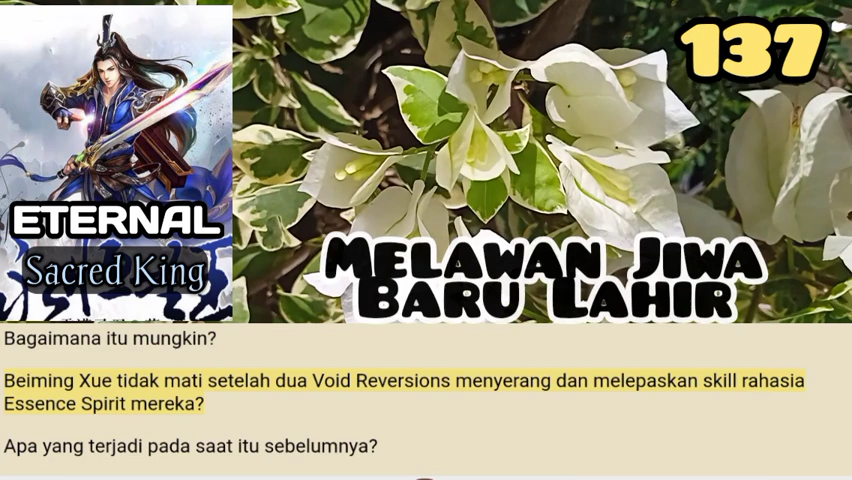 137
ETERNAL
Sacred King
MELAWAN JIWA
BARU LAHIR
Bagaimana itu mungkin?
Beiming Xue tidak mati setelah dua Void Reversions menyerang dan melepaskan skill rahasia
Essence Spirit mereka?
Apa yang terjadi pada saat itu sebelumnya?